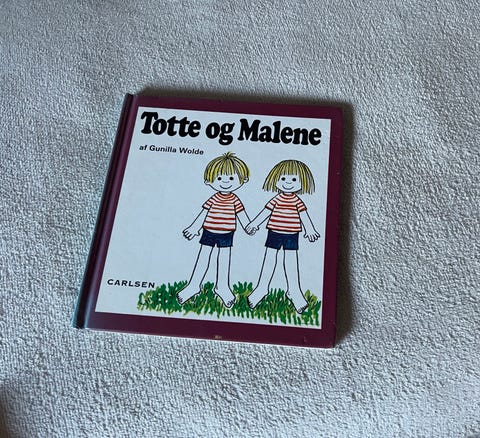 Totte og Malene
af Gunilla Wolde
CARLSEN